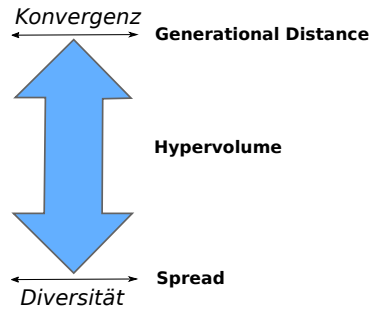 Konvergenz
Generational Distance
Hypervolume
Spread
Diversität